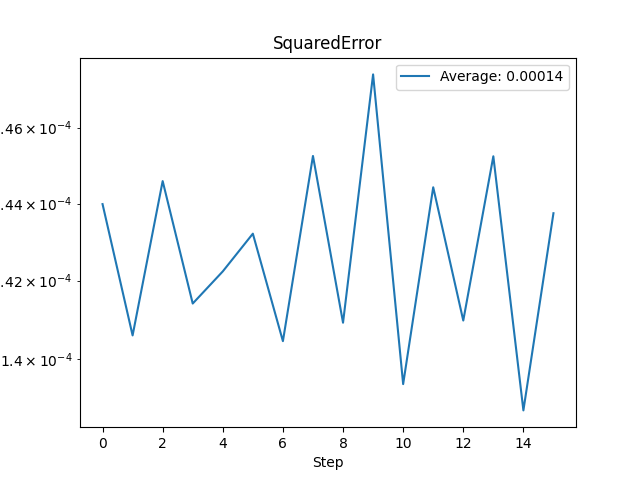 SquaredError
Average: 0.00014
.46 × 10⁻⁴
.44 × 10⁻⁴
.42 × 10⁻⁴
1.4 × 10⁻⁴
0 2 4 6 8 10 12 14
Step